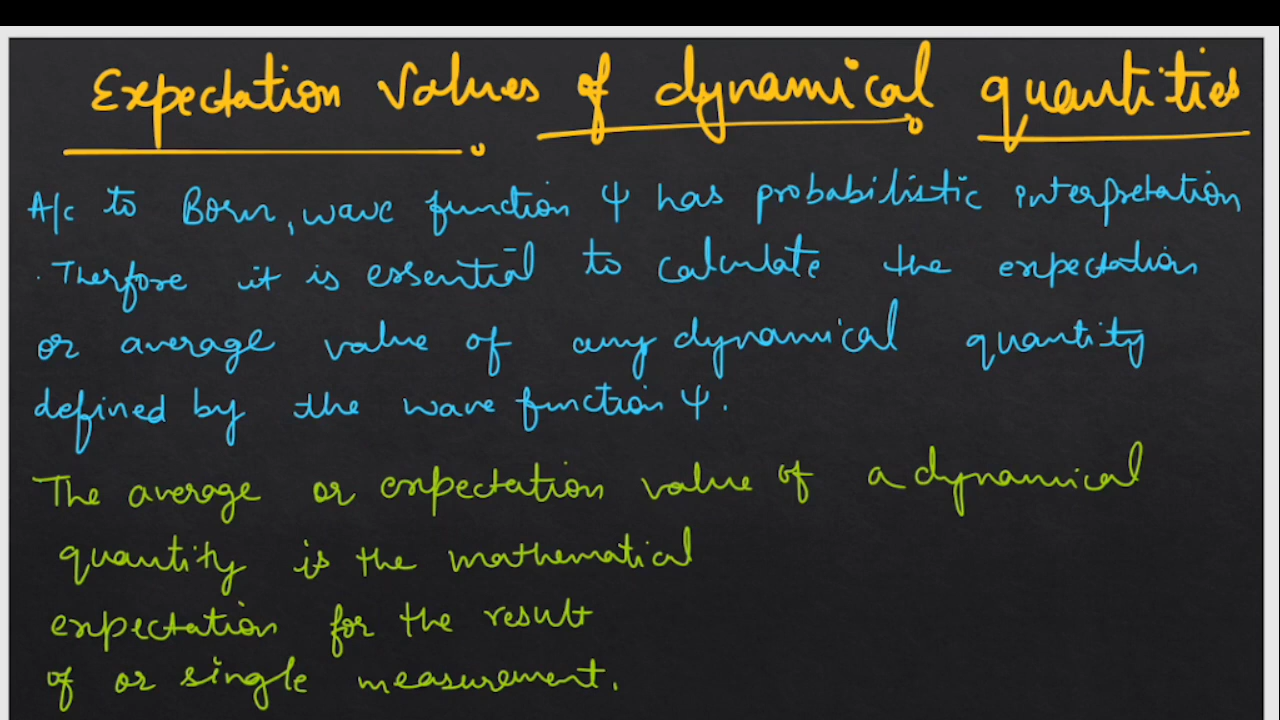 Expectation Values of dynamical quantities
A/c to Born, wave function ψ has probabilistic interpretation
. Therfore it is essential to calculate the expectation
or average value of any dynamical quantity
defined by the wave function ψ.
The average or expectation value of a dynamical
quantity is the mathematical
expectation for the result
of or single measurement.